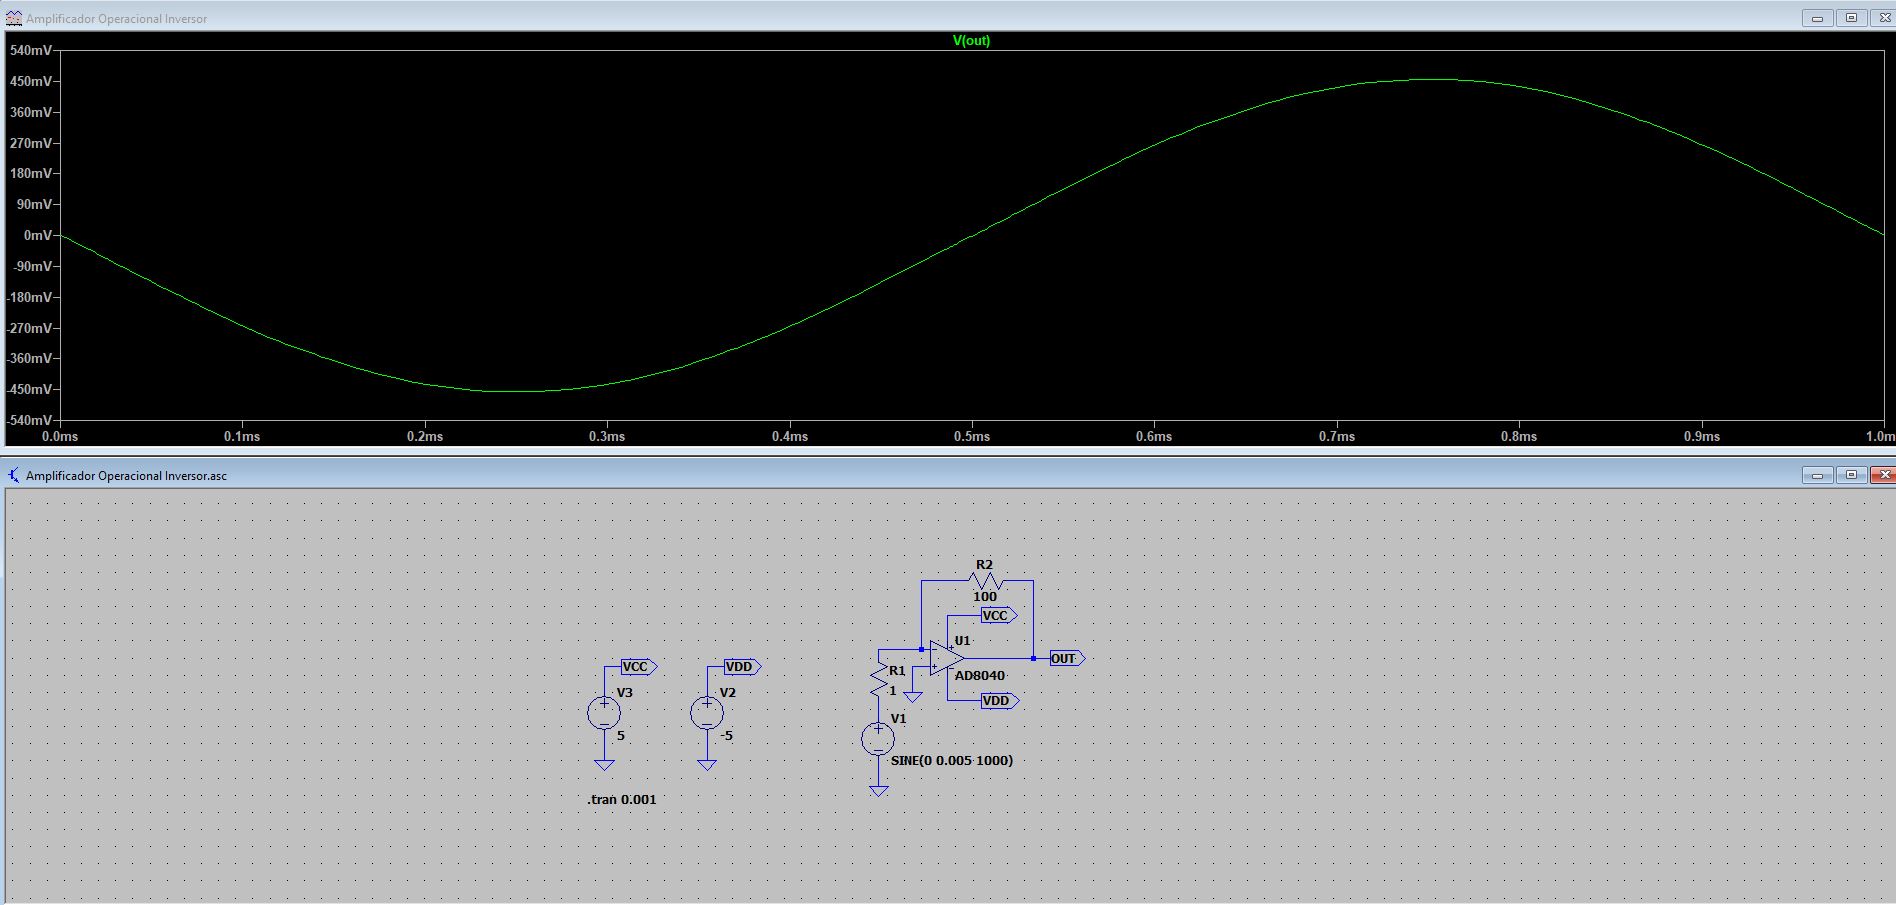 Amplificador Operacional Inversor
V(out)
540mV
450mV
360mV
270mV
180mV
90mV
0mV
-90mV
-180mV
-270mV
-360mV
-450mV
-540mV
0.0ms 0.1ms 0.2ms 0.3ms 0.4ms 0.5ms 0.6ms 0.7ms 0.8ms 0.9ms 1.0m
Amplificador Operacional Inversor.asc
R2
100
VCC
U1
OUT
AD8040
VDD
R1
1
V1
SINE(0 0.005 1000)
VCC
V3
5
VDD
V2
-5
.tran 0.001